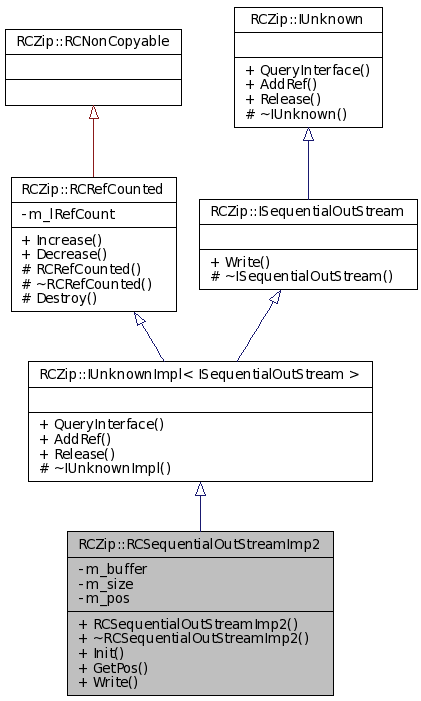 RCZip::IUnknown
+ QueryInterface()
+ AddRef()
+ Release()
# ~IUnknown()
RCZip::RCNonCopyable
RCZip::RCRefCounted
- m_lRefCount
+ Increase()
+ Decrease()
# RCRefCounted()
# ~RCRefCounted()
# Destroy()
RCZip::ISequentialOutStream
+ Write()
# ~ISequentialOutStream()
RCZip::IUnknownImpl< ISequentialOutStream >
+ QueryInterface()
+ AddRef()
+ Release()
# ~IUnknownImpl()
RCZip::RCSequentialOutStreamImp2
- m_buffer
- m_size
- m_pos
+ RCSequentialOutStreamImp2()
+ ~RCSequentialOutStreamImp2()
+ Init()
+ GetPos()
+ Write()